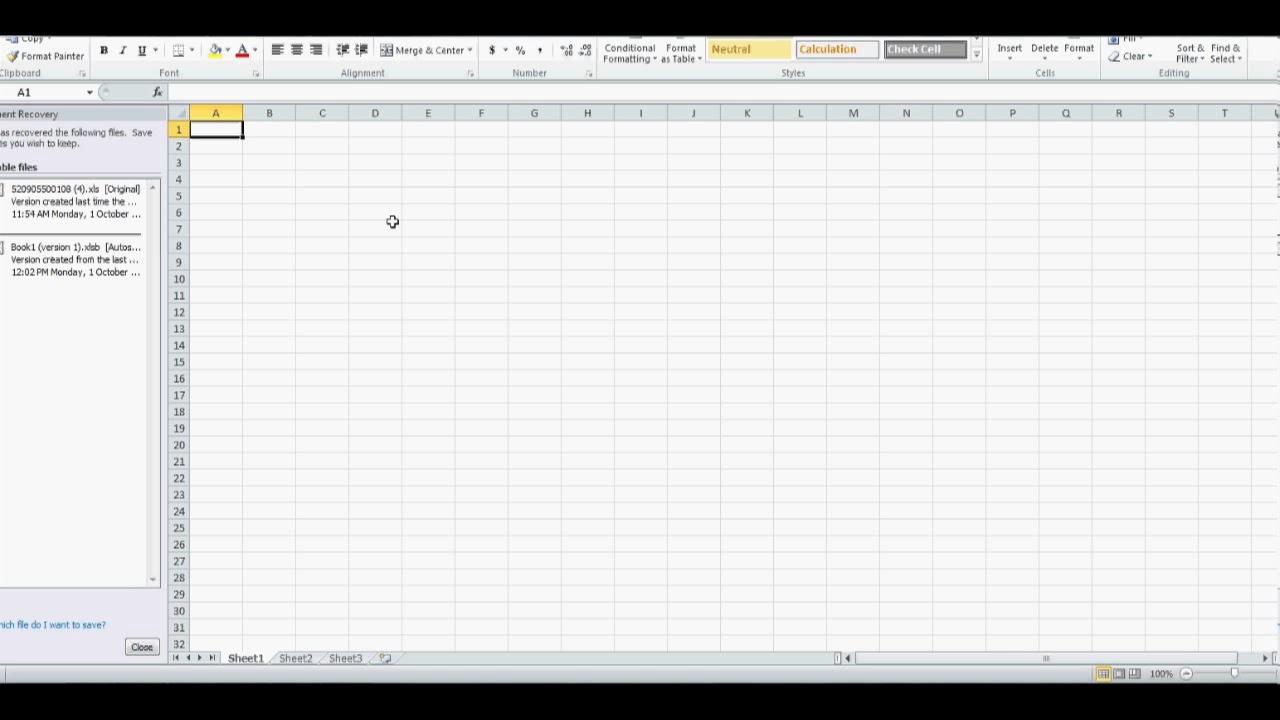 Copy
Format Painter
B I U A
Merge & Center
$ % ,
Conditional Formatting
Format as Table
Neutral
Calculation
Check Cell
Insert
Delete
Format
Fill
Clear
Sort & Filter
Find & Select
Clipboard
Font
Alignment
Number
Styles
Cells
Editing
A1
fx
ent Recovery
as recovered the following files. Save
es you wish to keep.
ble files
520905500108 (4).xls [Original]
Version created last time the ...
11:54 AM Monday, 1 October ...
Book1 (version 1).xlsb [Autos...
Version created from the last ...
12:02 PM Monday, 1 October ...
hich file do I want to save?
Close
A B C D E F G H I J K L M N O P Q R S T
1
2
3
4
5
6
7
8
9
10
11
12
13
14
15
16
17
18
19
20
21
22
23
24
25
26
27
28
29
30
31
32
Sheet1 Sheet2 Sheet3
100%